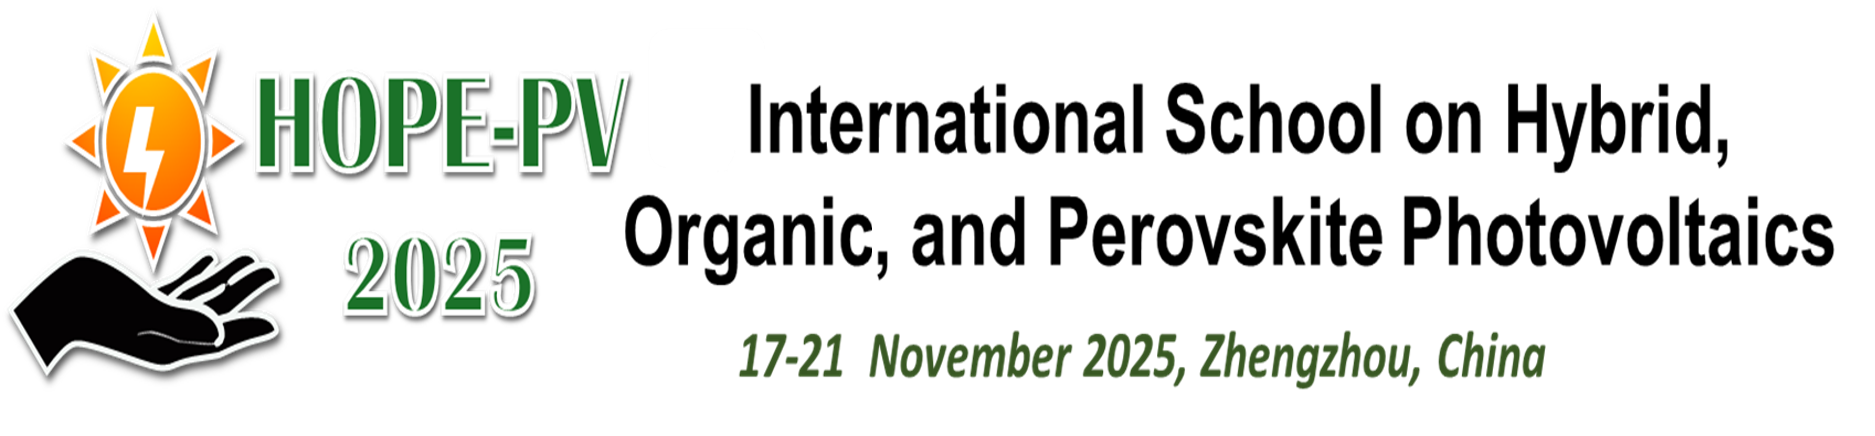 HOPE-PV
2025
International School on Hybrid,
Organic, and Perovskite Photovoltaics
17-21 November 2025, Zhengzhou, China